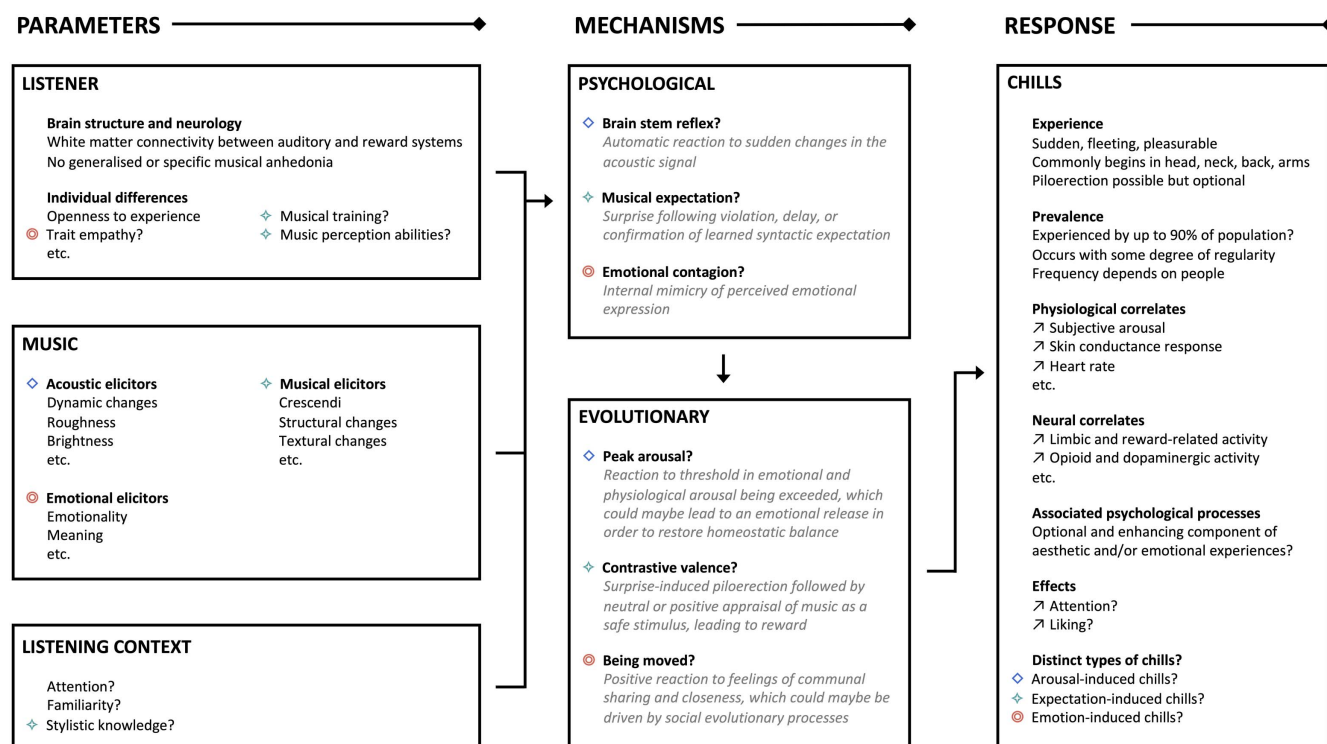 PARAMETERS
LISTENER
Brain structure and neurology
White matter connectivity between auditory and reward systems
No generalised or specific musical anhedonia
Individual differences
Openness to experience
Trait empathy?
etc.
Musical training?
Music perception abilities?
MUSIC
Acoustic elicitors
Dynamic changes
Roughness
Brightness
etc.
Musical elicitors
Crescendi
Structural changes
Textural changes
etc.
Emotional elicitors
Emotionality
Meaning
etc.
LISTENING CONTEXT
Attention?
Familiarity?
Stylistic knowledge?
MECHANISMS
PSYCHOLOGICAL
Brain stem reflex?
Automatic reaction to sudden changes in the
acoustic signal
Musical expectation?
Surprise following violation, delay, or
confirmation of learned syntactic expectation
Emotional contagion?
Internal mimicry of perceived emotional
expression
EVOLUTIONARY
Peak arousal?
Reaction to threshold in emotional and
physiological arousal being exceeded, which
could maybe lead to an emotional release in
order to restore homeostatic balance
Contrastive valence?
Surprise-induced piloerection followed by
neutral or positive appraisal of music as a
safe stimulus, leading to reward
Being moved?
Positive reaction to feelings of communal
sharing and closeness, which could maybe be
driven by social evolutionary processes
RESPONSE
CHILLS
Experience
Sudden, fleeting, pleasurable
Commonly begins in head, neck, back, arms
Piloerection possible but optional
Prevalence
Experienced by up to 90% of population?
Occurs with some degree of regularity
Frequency depends on people
Physiological correlates
↗ Subjective arousal
↗ Skin conductance response
↗ Heart rate
etc.
Neural correlates
↗ Limbic and reward-related activity
↗ Opioid and dopaminergic activity
etc.
Associated psychological processes
Optional and enhancing component of
aesthetic and/or emotional experiences?
Effects
↗ Attention?
↗ Liking?
Distinct types of chills?
Arousal-induced chills?
Expectation-induced chills?
Emotion-induced chills?